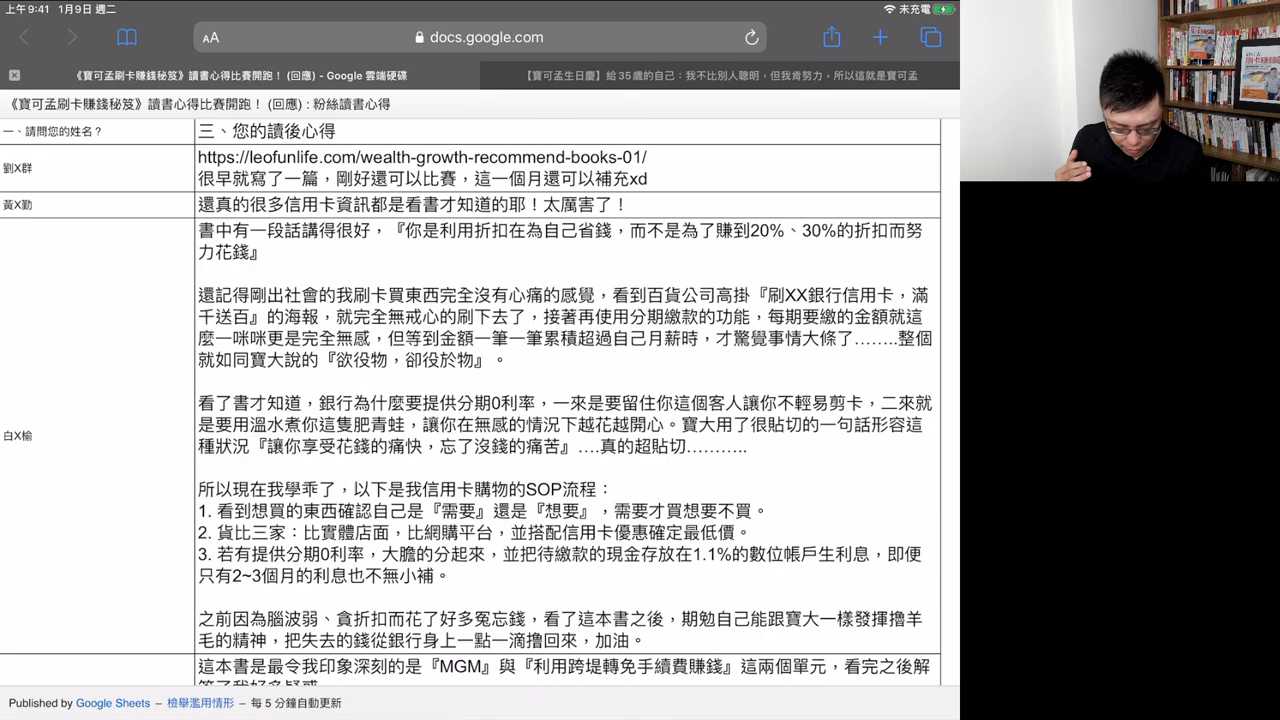 上午9:41 1月9日 週二
未充電
AA
docs.google.com
《寶可孟刷卡賺錢秘笈》讀書心得比賽開跑！ (回應) - Google 雲端硬碟
【寶可孟生日慶】給35歲的自己：我不比別人聰明，但我肯努力，所以這就是寶可孟
《寶可孟刷卡賺錢秘笈》讀書心得比賽開跑！ (回應) : 粉絲讀書心得
一、請問您的姓名？
三、您的讀後心得
劉X群
https://leofunlife.com/wealth-growth-recommend-books-01/
很早就寫了一篇，剛好還可以比賽，這一個月還可以補充xd
黃X勤
還真的很多信用卡資訊都是看書才知道的耶！太厲害了！
白X榆
書中有一段話講得很好，『你是利用折扣在為自己省錢，而不是為了賺到20%、30%的折扣而努
力花錢』
還記得剛出社會的我刷卡買東西完全沒有心痛的感覺，看到百貨公司高掛『刷XX銀行信用卡，滿
千送百』的海報，就完全無戒心的刷下去了，接著再使用分期繳款的功能，每期要繳的金額就這
麼一咪咪更是完全無感，但等到金額一筆一筆累積超過自己月薪時，才驚覺事情大條了........整個
就如同寶大說的『欲役物，卻役於物』。
看了書才知道，銀行為什麼要提供分期0利率，一來是要留住你這個客人讓你不輕易剪卡，二來就
是要用溫水煮你這隻肥青蛙，讓你在無感的情況下越花越開心。寶大用了很貼切的一句話形容這
種狀況『讓你享受花錢的痛快，忘了沒錢的痛苦』....真的超貼切...........
所以現在我學乖了，以下是我信用卡購物的SOP流程：
1. 看到想買的東西確認自己是『需要』還是『想要』，需要才買想要不買。
2. 貨比三家：比實體店面，比網購平台，並搭配信用卡優惠確定最低價。
3. 若有提供分期0利率，大膽的分起來，並把待繳款的現金存放在1.1%的數位帳戶生利息，即便
只有2~3個月的利息也不無小補。
之前因為腦波弱、貪折扣而花了好多冤忘錢，看了這本書之後，期勉自己能跟寶大一樣發揮擼羊
毛的精神，把失去的錢從銀行身上一點一滴擼回來，加油。
這本書是最令我印象深刻的是『MGM』與『利用跨堤轉免手續費賺錢』這兩個單元，看完之後解
Published by Google Sheets – 檢舉濫用情形 – 每 5 分鐘自動更新